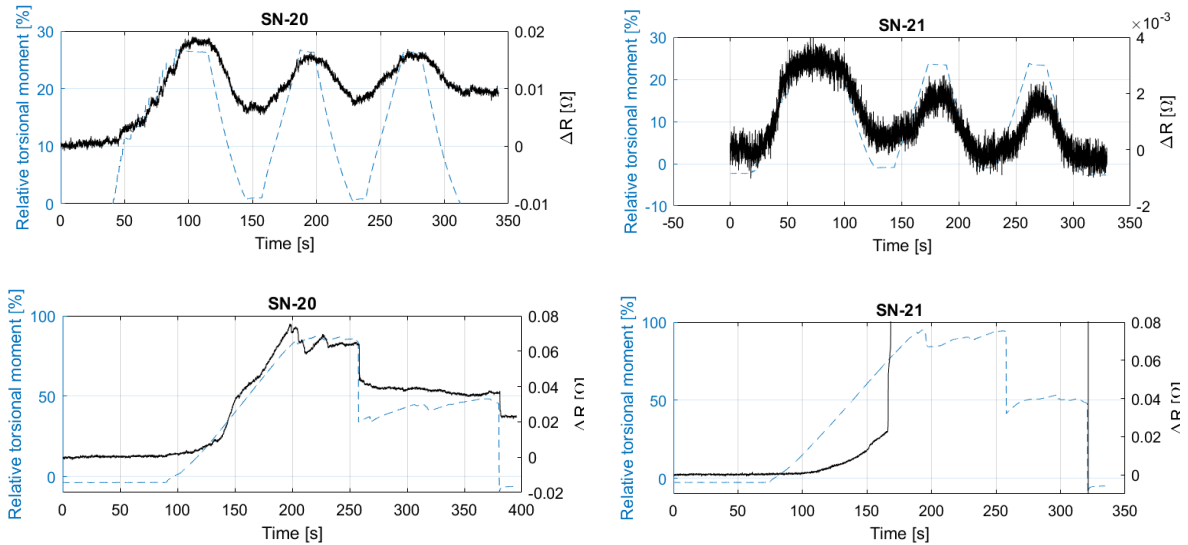 SN-20
Relative torsional moment [%]
30
20
10
0
0.02
0.01
0
-0.01
ΔR [Ω]
0 50 100 150 200 250 300 350
Time [s]
SN-21
Relative torsional moment [%]
30
20
10
0
-10
×10⁻³
4
2
0
-2
ΔR [Ω]
-50 0 50 100 150 200 250 300 350
Time [s]
SN-20
Relative torsional moment [%]
100
50
0
0.08
0.06
0.04
0.02
0
-0.02
ΔR [Ω]
0 50 100 150 200 250 300 350 400
Time [s]
SN-21
Relative torsional moment [%]
100
50
0
0.08
0.06
0.04
0.02
0
ΔR [Ω]
0 50 100 150 200 250 300 350
Time [s]